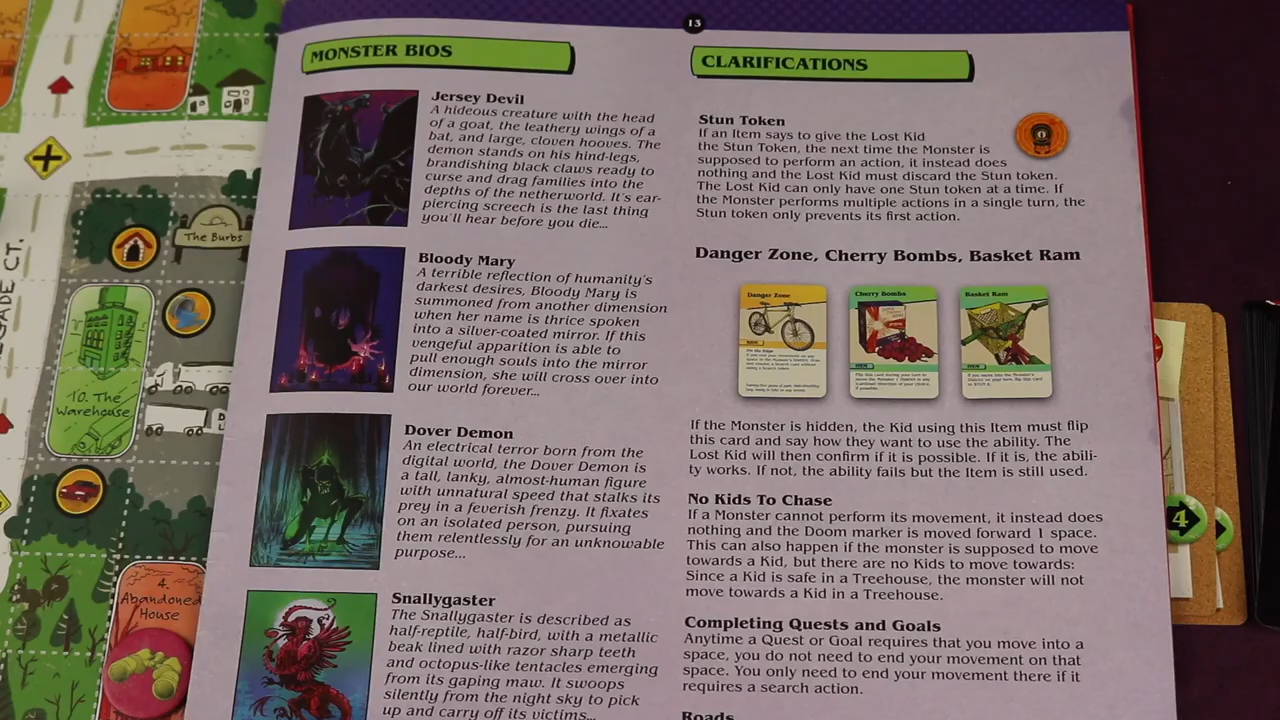 13
MONSTER BIOS
Jersey Devil
A hideous creature with the head
of a goat, the leathery wings of a
bat, and large, cloven hooves. The
demon stands on his hind-legs,
brandishing black claws ready to
curse and drag families into the
depths of the netherworld. It's ear-
piercing screech is the last thing
you'll hear before you die...
Bloody Mary
A terrible reflection of humanity's
darkest desires, Bloody Mary is
summoned from another dimension
when her name is thrice spoken
into a silver-coated mirror. If this
vengeful apparition is able to
pull enough souls into the mirror
dimension, she will cross over into
our world forever...
Dover Demon
An electrical terror born from the
digital world, the Dover Demon is
a tall, lanky, almost-human figure
with unnatural speed that stalks its
prey in a feverish frenzy. It fixates
on an isolated person, pursuing
them relentlessly for an unknowable
purpose...
Snallygaster
The Snallygaster is described as
half-reptile, half-bird, with a metallic
beak lined with razor sharp teeth
and octopus-like tentacles emerging
from its gaping maw. It swoops
silently from the night sky to pick
up and carry off its victims...
CLARIFICATIONS
Stun Token
If an Item says to give the Lost Kid
the Stun Token, the next time the Monster is
supposed to perform an action, it instead does
nothing and the Lost Kid must discard the Stun token.
The Lost Kid can only have one Stun token at a time. If
the Monster performs multiple actions in a single turn, the
Stun token only prevents its first action.
Danger Zone, Cherry Bombs, Basket Ram
Danger Zone
Cherry Bombs
Basket Ram
ITEM
ITEM
If the Monster is hidden, the Kid using this Item must flip
this card and say how they want to use the ability. The
Lost Kid will then confirm if it is possible. If it is, the abili-
ty works. If not, the ability fails but the Item is still used.
No Kids To Chase
If a Monster cannot perform its movement, it instead does
nothing and the Doom marker is moved forward 1 space.
This can also happen if the monster is supposed to move
towards a Kid, but there are no Kids to move towards:
Since a Kid is safe in a Treehouse, the monster will not
move towards a Kid in a Treehouse.
Completing Quests and Goals
Anytime a Quest or Goal requires that you move into a
space, you do not need to end your movement on that
space. You only need to end your movement there if it
requires a search action.
Roads
The Burbs
10. The
Warehouse
4.
Abandoned
House
4